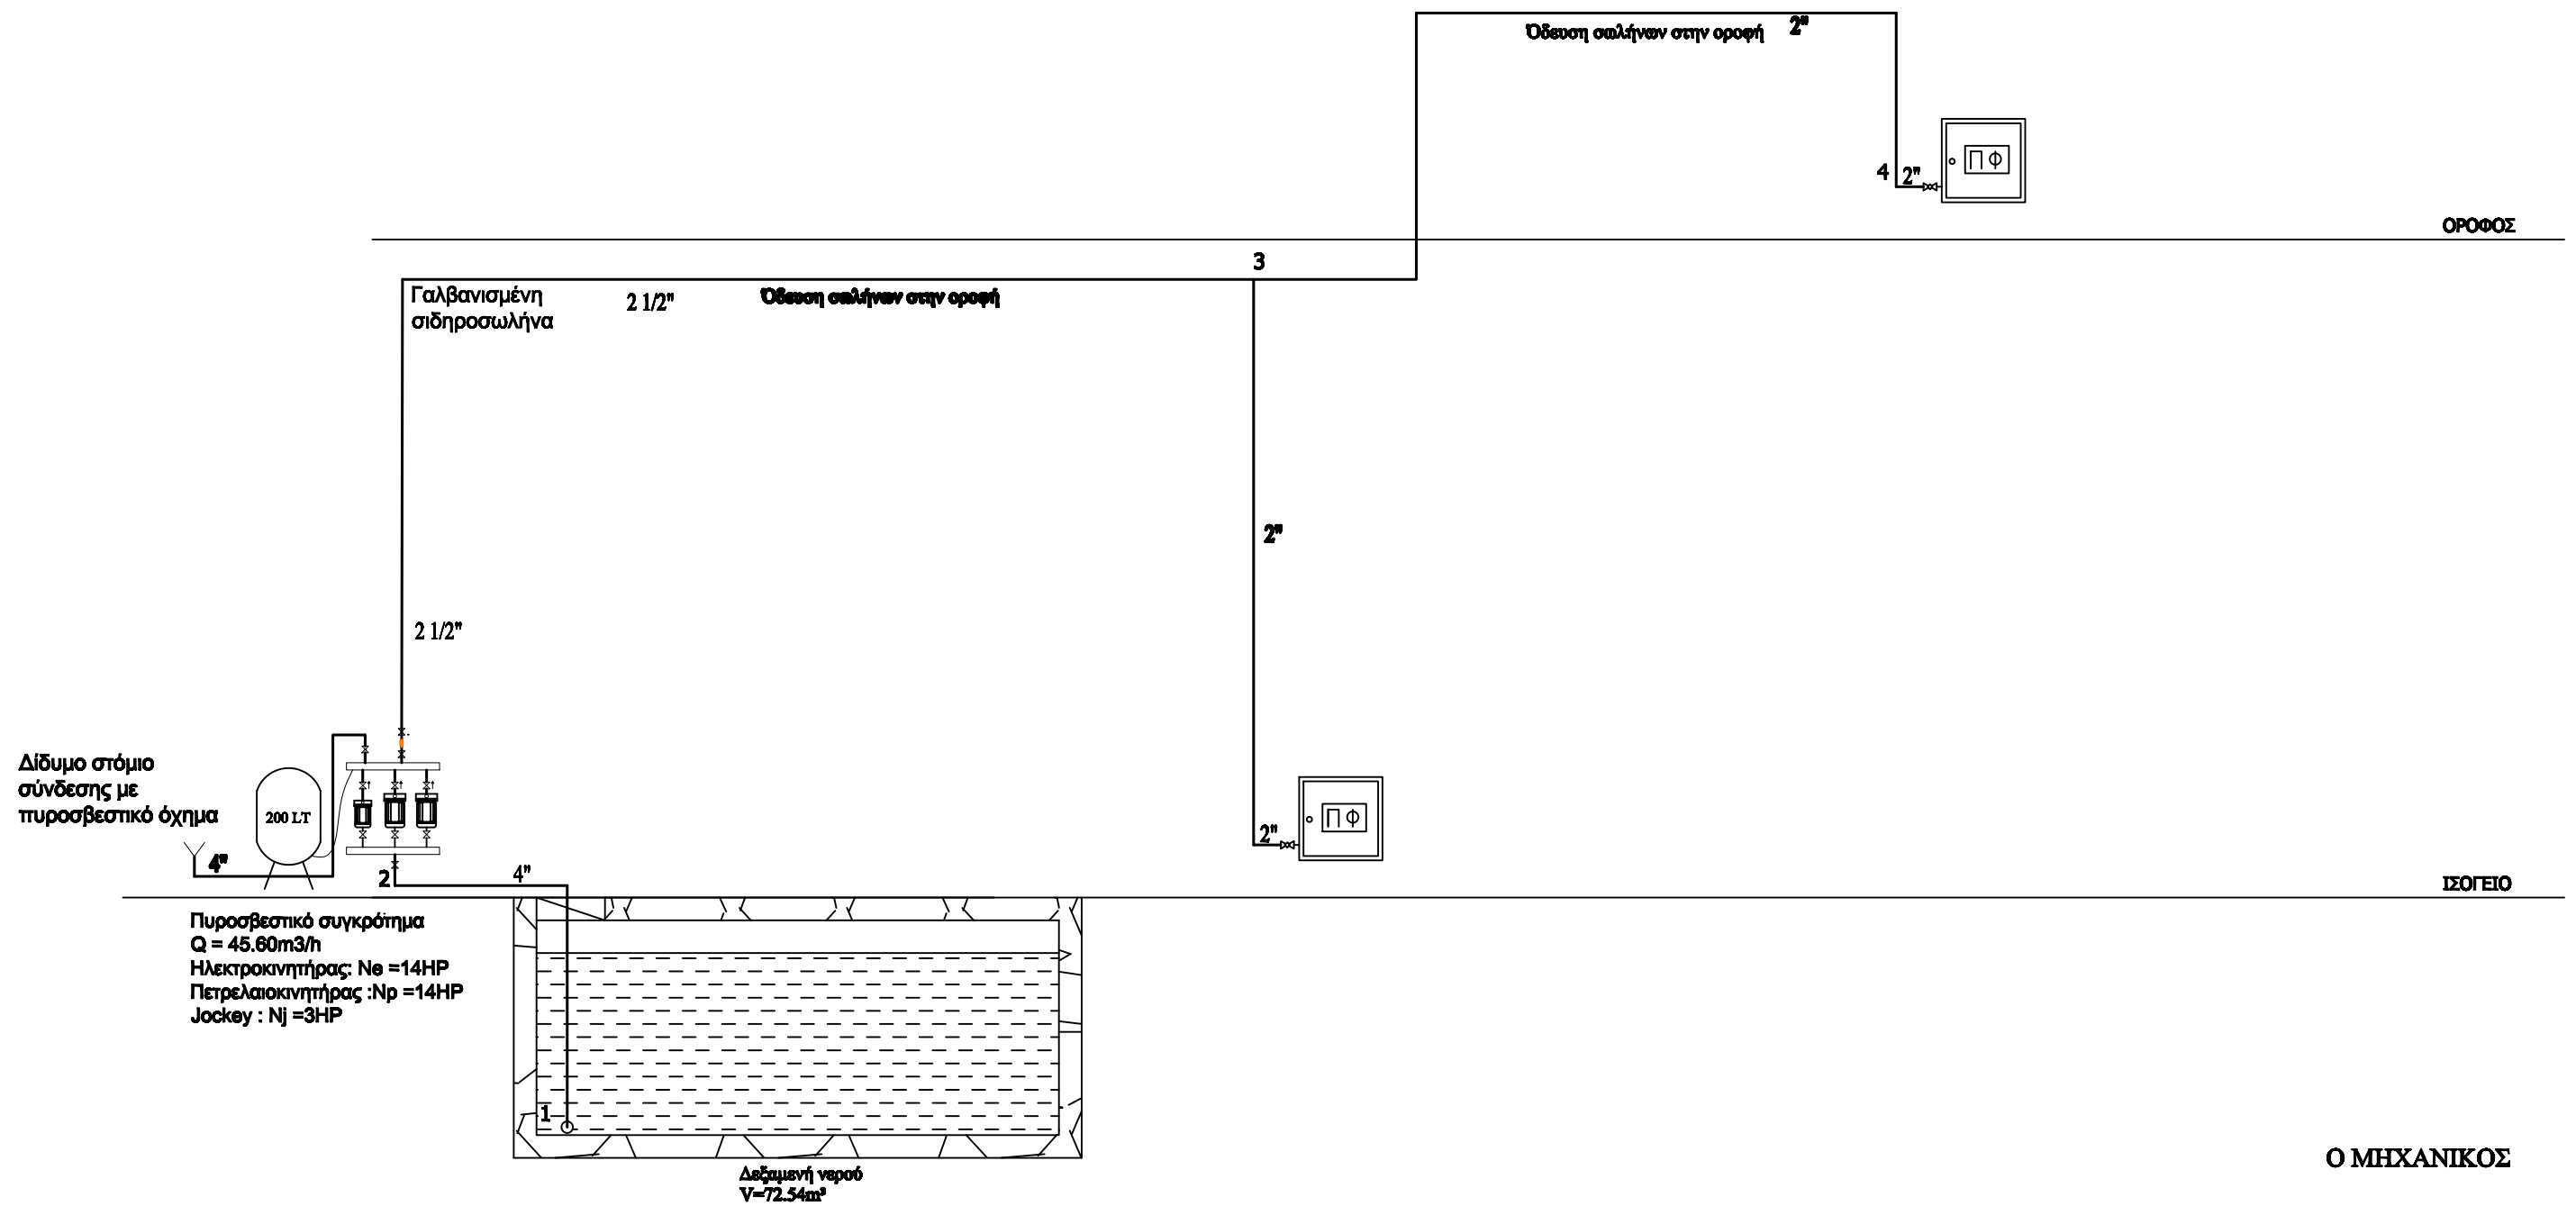 Όδευση σωλήνων στην οροφή 2"
4 2"
ΠΦ
ΟΡΟΦΟΣ
3
Γαλβανισμένη
σιδηροσωλήνα
2 1/2"
Όδευση σωλήνων στην οροφή
2"
2 1/2"
Δίδυμο στόμιο
σύνδεσης με
πυροσβεστικό όχημα
200 LT
4"
2
4"
2"
ΠΦ
ΙΣΟΓΕΙΟ
Πυροσβεστικό συγκρότημα
Q = 45.60m3/h
Ηλεκτροκινητήρας: Ne =14HP
Πετρελαιοκινητήρας :Np =14HP
Jockey : Nj =3HP
1
Δεξαμενή νερού
V=72.54m³
Ο ΜΗΧΑΝΙΚΟΣ